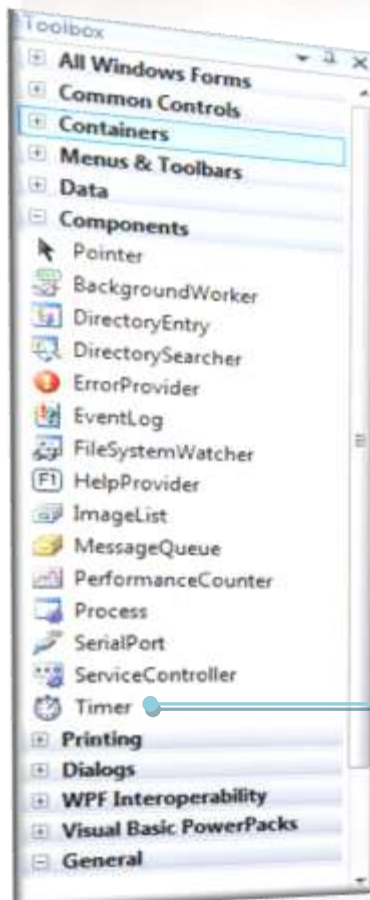 Toolbox
All Windows Forms
Common Controls
Containers
Menus & Toolbars
Data
Components
Pointer
BackgroundWorker
DirectoryEntry
DirectorySearcher
ErrorProvider
EventLog
FileSystemWatcher
F1 HelpProvider
ImageList
MessageQueue
PerformanceCounter
Process
SerialPort
ServiceController
Timer
Printing
Dialogs
WPF Interoperability
Visual Basic PowerPacks
General